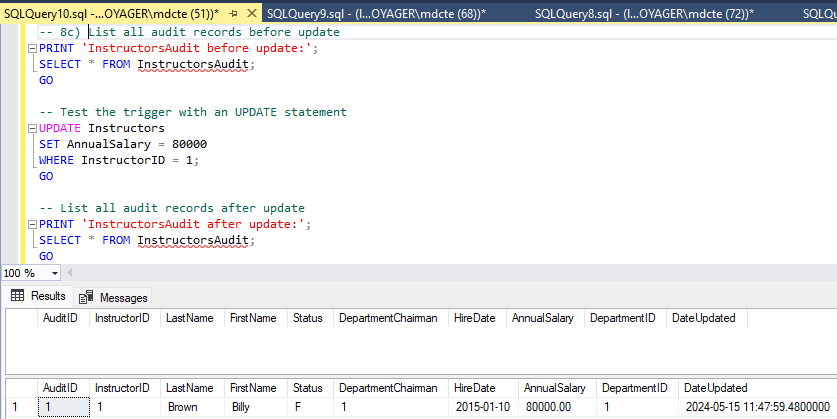 SQLQuery10.sql -...OYAGER\mdcte (51))* SQLQuery9.sql - (l...OYAGER\mdcte (68))* SQLQuery8.sql - (l...OYAGER\mdcte (72))* SQLQu
-- 8c) List all audit records before update
PRINT 'InstructorsAudit before update:';
SELECT * FROM InstructorsAudit;
GO
-- Test the trigger with an UPDATE statement
UPDATE Instructors
SET AnnualSalary = 80000
WHERE InstructorID = 1;
GO
-- List all audit records after update
PRINT 'InstructorsAudit after update:';
SELECT * FROM InstructorsAudit;
GO
100 %
Results Messages
AuditID InstructorID LastName FirstName Status DepartmentChairman HireDate AnnualSalary DepartmentID DateUpdated
AuditID InstructorID LastName FirstName Status DepartmentChairman HireDate AnnualSalary DepartmentID DateUpdated
1 1 1 Brown Billy F 1 2015-01-10 80000.00 1 2024-05-15 11:47:59.4800000